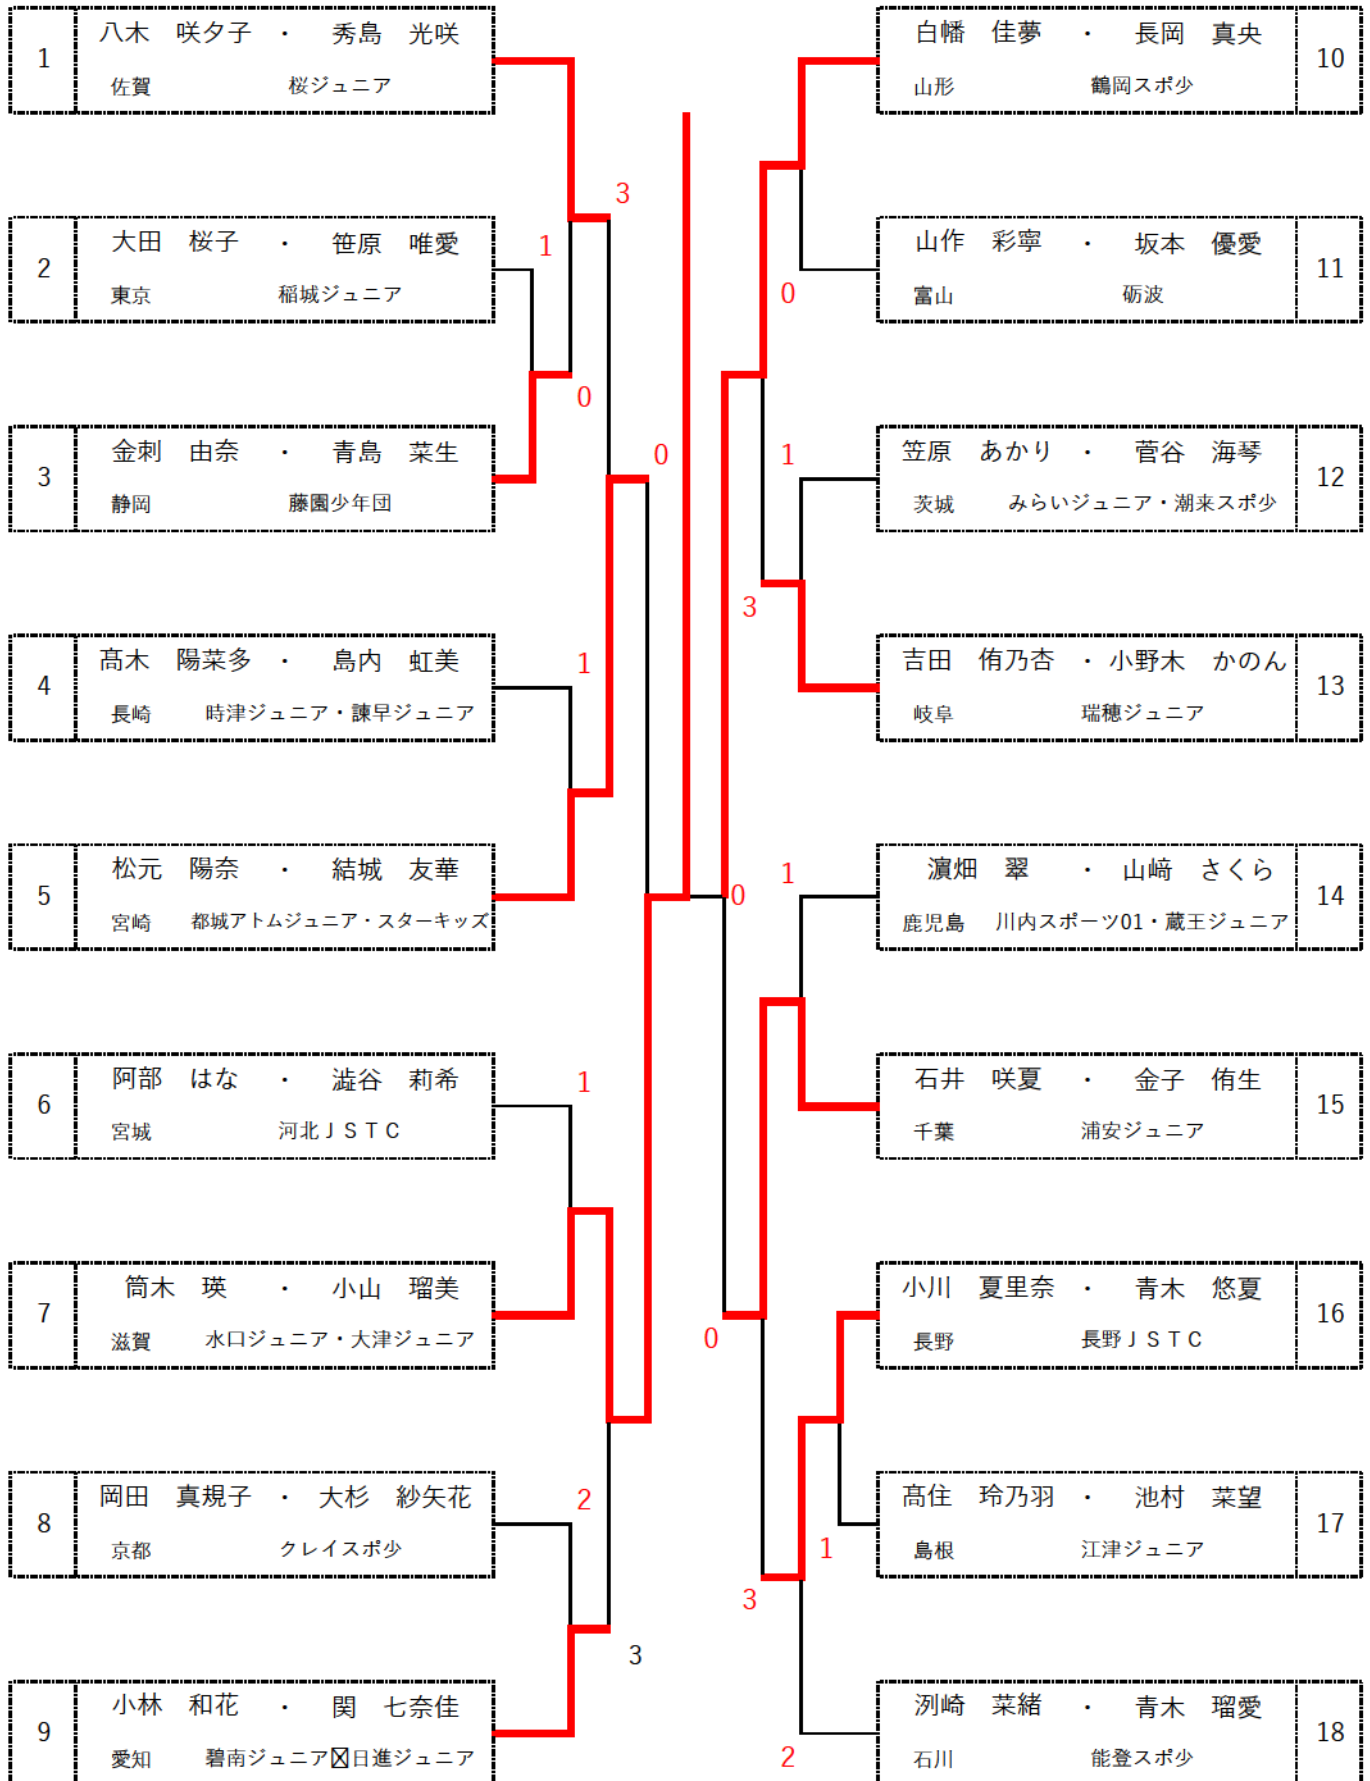 1
八木　咲夕子　・　秀島　光咲
佐賀　桜ジュニア
3
1
2
大田　桜子　・　笹原　唯愛
東京　稲城ジュニア
0
3
金刺　由奈　・　青島　菜生
静岡　藤園少年団
0
1
4
髙木　陽菜多　・　島内　虹美
長崎　時津ジュニア・諫早ジュニア
5
松元　陽奈　・　結城　友華
宮崎　都城アトムジュニア・スターキッズ
1
6
阿部　はな　・　澁谷　莉希
宮城　河北ＪＳＴＣ
7
筒木　瑛　・　小山　瑠美
滋賀　水口ジュニア・大津ジュニア
2
8
岡田　真規子　・　大杉　紗矢花
京都　クレイスポ少
3
9
小林　和花　・　関　七奈佳
愛知　碧南ジュニア☒日進ジュニア
白幡　佳夢　・　長岡　真央
山形　鶴岡スポ少
10
山作　彩寧　・　坂本　優愛
富山　砺波
11
0
1
笠原　あかり　・　菅谷　海琴
茨城　みらいジュニア・潮来スポ少
12
3
吉田　侑乃杏　・　小野木　かのん
岐阜　瑞穂ジュニア
13
0
1
濵畑　翠　・　山﨑　さくら
鹿児島　川内スポーツ01・蔵王ジュニア
14
石井　咲夏　・　金子　侑生
千葉　浦安ジュニア
15
0
小川　夏里奈　・　青木　悠夏
長野　長野ＪＳＴＣ
16
1
髙住　玲乃羽　・　池村　菜望
島根　江津ジュニア
17
3
洌崎　菜緒　・　青木　瑠愛
石川　能登スポ少
18
2